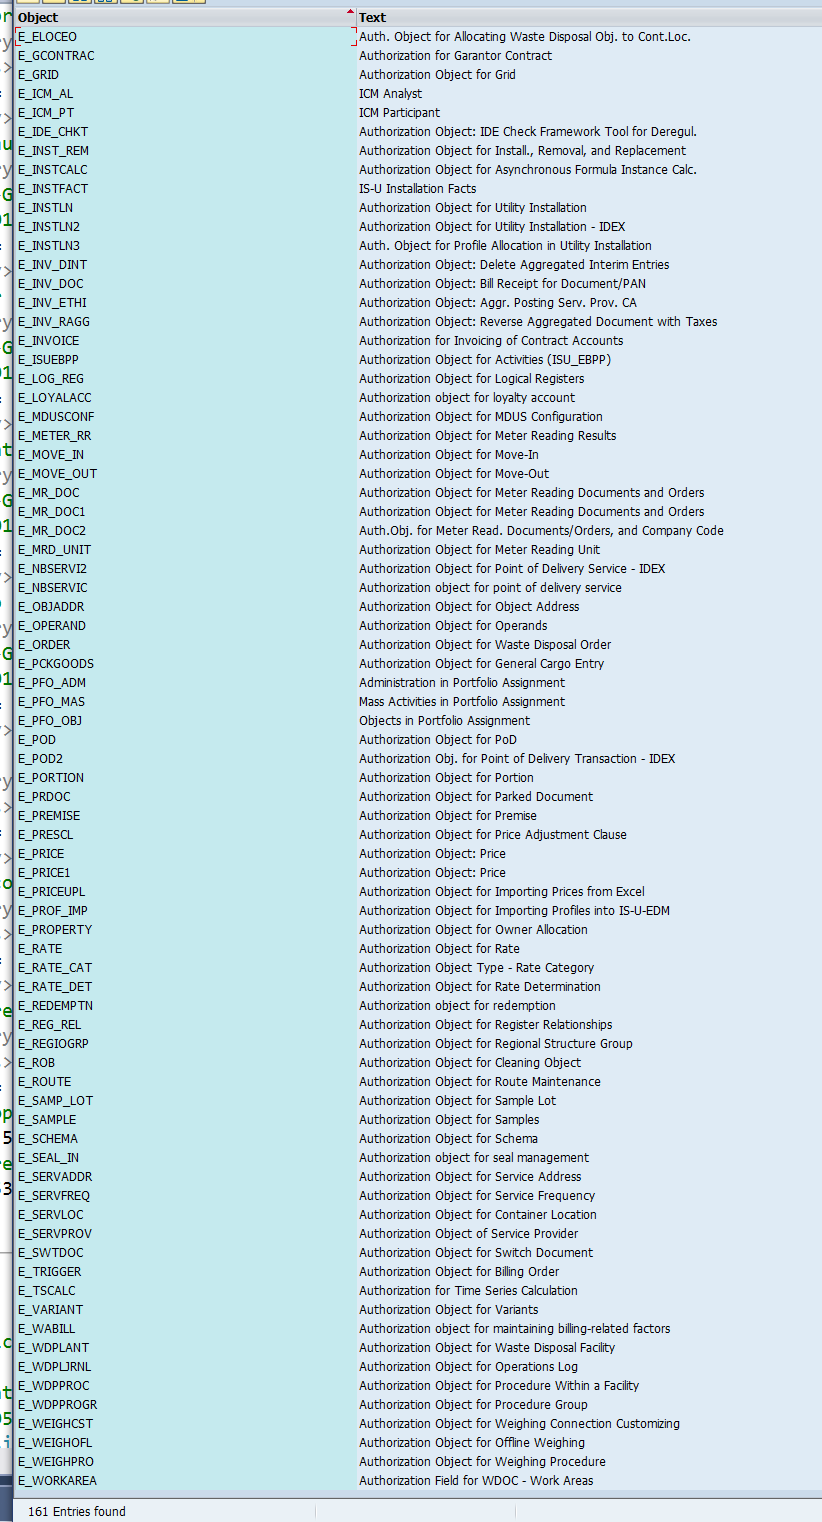 Object Text
E_ELOCEO Auth. Object for Allocating Waste Disposal Obj. to Cont.Loc.
E_GCONTRAC Authorization for Garantor Contract
E_GRID Authorization Object for Grid
E_ICM_AL ICM Analyst
E_ICM_PT ICM Participant
E_IDE_CHKT Authorization Object: IDE Check Framework Tool for Deregul.
E_INST_REM Authorization Object for Install., Removal, and Replacement
E_INSTCALC Authorization Object for Asynchronous Formula Instance Calc.
E_INSTFACT IS-U Installation Facts
E_INSTLN Authorization Object for Utility Installation
E_INSTLN2 Authorization Object for Utility Installation - IDEX
E_INSTLN3 Auth. Object for Profile Allocation in Utility Installation
E_INV_DINT Authorization Object: Delete Aggregated Interim Entries
E_INV_DOC Authorization Object: Bill Receipt for Document/PAN
E_INV_ETHI Authorization Object: Aggr. Posting Serv. Prov. CA
E_INV_RAGG Authorization Object: Reverse Aggregated Document with Taxes
E_INVOICE Authorization for Invoicing of Contract Accounts
E_ISUEBPP Authorization Object for Activities (ISU_EBPP)
E_LOG_REG Authorization Object for Logical Registers
E_LOYALACC Authorization object for loyalty account
E_MDUSCONF Authorization Object for MDUS Configuration
E_METER_RR Authorization Object for Meter Reading Results
E_MOVE_IN Authorization Object for Move-In
E_MOVE_OUT Authorization Object for Move-Out
E_MR_DOC Authorization Object for Meter Reading Documents and Orders
E_MR_DOC1 Authorization Object for Meter Reading Documents and Orders
E_MR_DOC2 Auth.Obj. for Meter Read. Documents/Orders, and Company Code
E_MRD_UNIT Authorization Object for Meter Reading Unit
E_NBSERVI2 Authorization Object for Point of Delivery Service - IDEX
E_NBSERVIC Authorization object for point of delivery service
E_OBJADDR Authorization Object for Object Address
E_OPERAND Authorization Object for Operands
E_ORDER Authorization Object for Waste Disposal Order
E_PCKGOODS Authorization Object for General Cargo Entry
E_PFO_ADM Administration in Portfolio Assignment
E_PFO_MAS Mass Activities in Portfolio Assignment
E_PFO_OBJ Objects in Portfolio Assignment
E_POD Authorization Object for PoD
E_POD2 Authorization Obj. for Point of Delivery Transaction - IDEX
E_PORTION Authorization Object for Portion
E_PRDOC Authorization Object for Parked Document
E_PREMISE Authorization Object for Premise
E_PRESCL Authorization Object for Price Adjustment Clause
E_PRICE Authorization Object: Price
E_PRICE1 Authorization Object: Price
E_PRICEUPL Authorization Object for Importing Prices from Excel
E_PROF_IMP Authorization Object for Importing Profiles into IS-U-EDM
E_PROPERTY Authorization Object for Owner Allocation
E_RATE Authorization Object for Rate
E_RATE_CAT Authorization Object Type - Rate Category
E_RATE_DET Authorization Object for Rate Determination
E_REDEMPTN Authorization object for redemption
E_REG_REL Authorization Object for Register Relationships
E_REGIOGRP Authorization Object for Regional Structure Group
E_ROB Authorization Object for Cleaning Object
E_ROUTE Authorization Object for Route Maintenance
E_SAMP_LOT Authorization Object for Sample Lot
E_SAMPLE Authorization Object for Samples
E_SCHEMA Authorization Object for Schema
E_SEAL_IN Authorization object for seal management
E_SERVADDR Authorization Object for Service Address
E_SERVFREQ Authorization Object for Service Frequency
E_SERVLOC Authorization Object for Container Location
E_SERVPROV Authorization Object of Service Provider
E_SWTDOC Authorization Object for Switch Document
E_TRIGGER Authorization Object for Billing Order
E_TSCALC Authorization for Time Series Calculation
E_VARIANT Authorization Object for Variants
E_WABILL Authorization object for maintaining billing-related factors
E_WDPLANT Authorization Object for Waste Disposal Facility
E_WDPLJRNL Authorization Object for Operations Log
E_WDPPROC Authorization Object for Procedure Within a Facility
E_WDPPROGR Authorization Object for Procedure Group
E_WEIGHCST Authorization Object for Weighing Connection Customizing
E_WEIGHOFL Authorization Object for Offline Weighing
E_WEIGHPRO Authorization Object for Weighing Procedure
E_WORKAREA Authorization Field for WDOC - Work Areas
161 Entries found